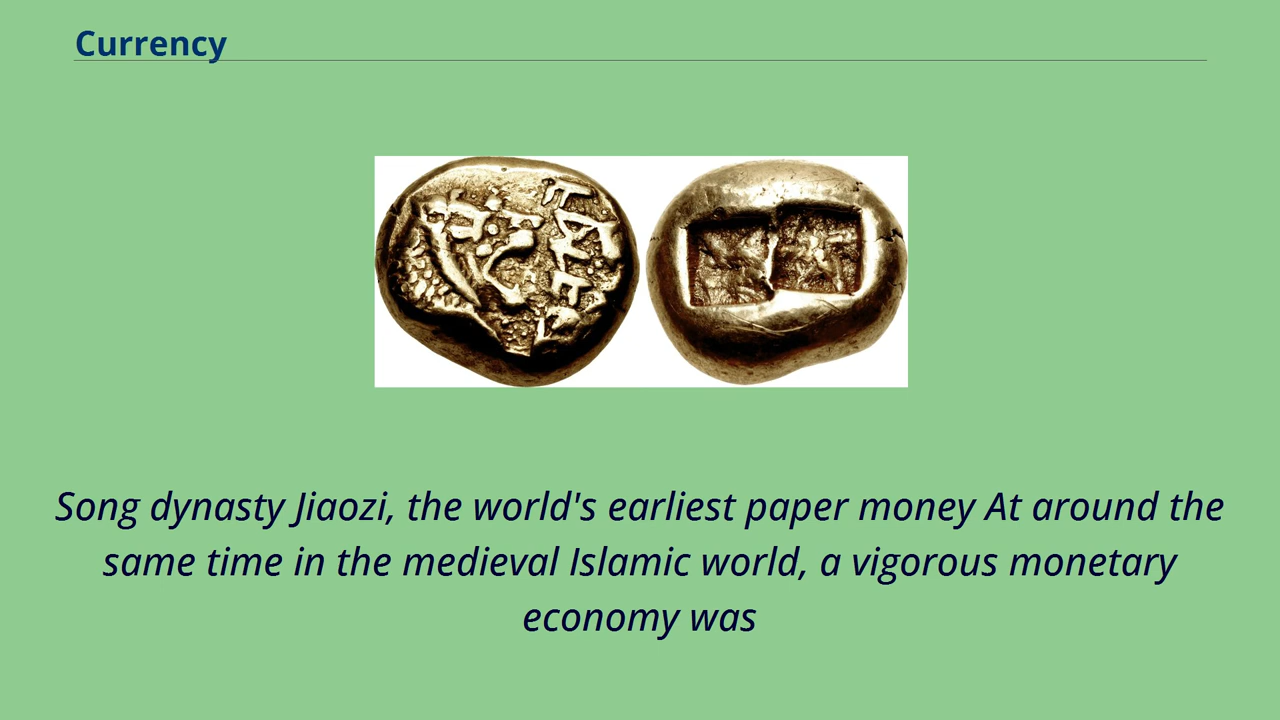 Currency
Song dynasty Jiaozi, the world's earliest paper money At around the
same time in the medieval Islamic world, a vigorous monetary
economy was